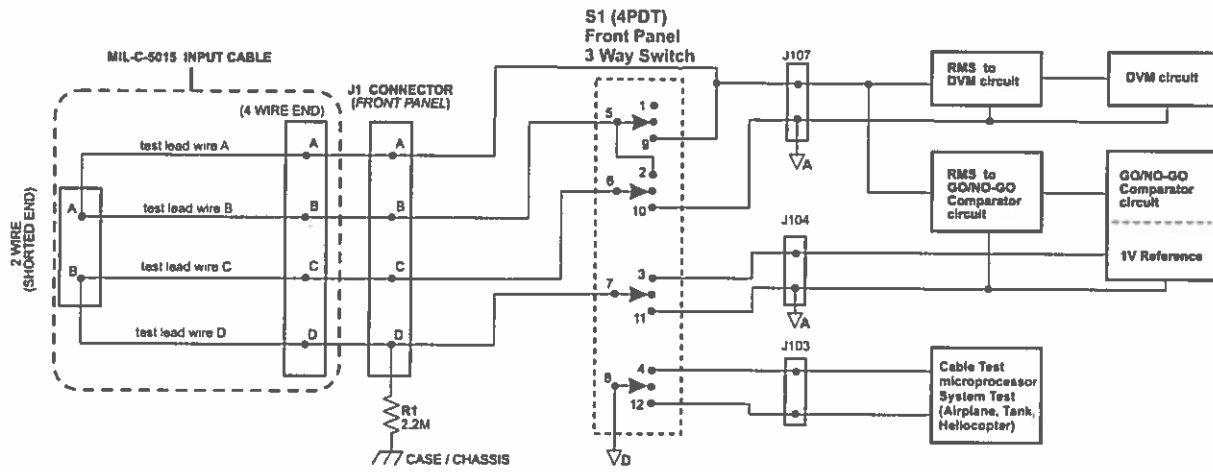 S1 (4PDT)
Front Panel
3 Way Switch
MIL-C-5015 INPUT CABLE
J1 CONNECTOR
(FRONT PANEL)
(4 WIRE END)
J107
RMS to
DVM circuit
DVM circuit
1
5
9
A
A
test lead wire A
A
2
6
10
RMS to
GO/NO-GO
Comparator
circuit
GO/NO-GO
Comparator
circuit
1V Reference
2 WIRE
(SHORTED END)
A
test lead wire B
B
B
J104
B
test lead wire C
C
C
3
7
11
A
test lead wire D
D
D
J103
4
8
12
Cable Test
microprocessor
System Test
(Airplane, Tank,
Heliocopter)
R1
2.2M
CASE / CHASSIS
D